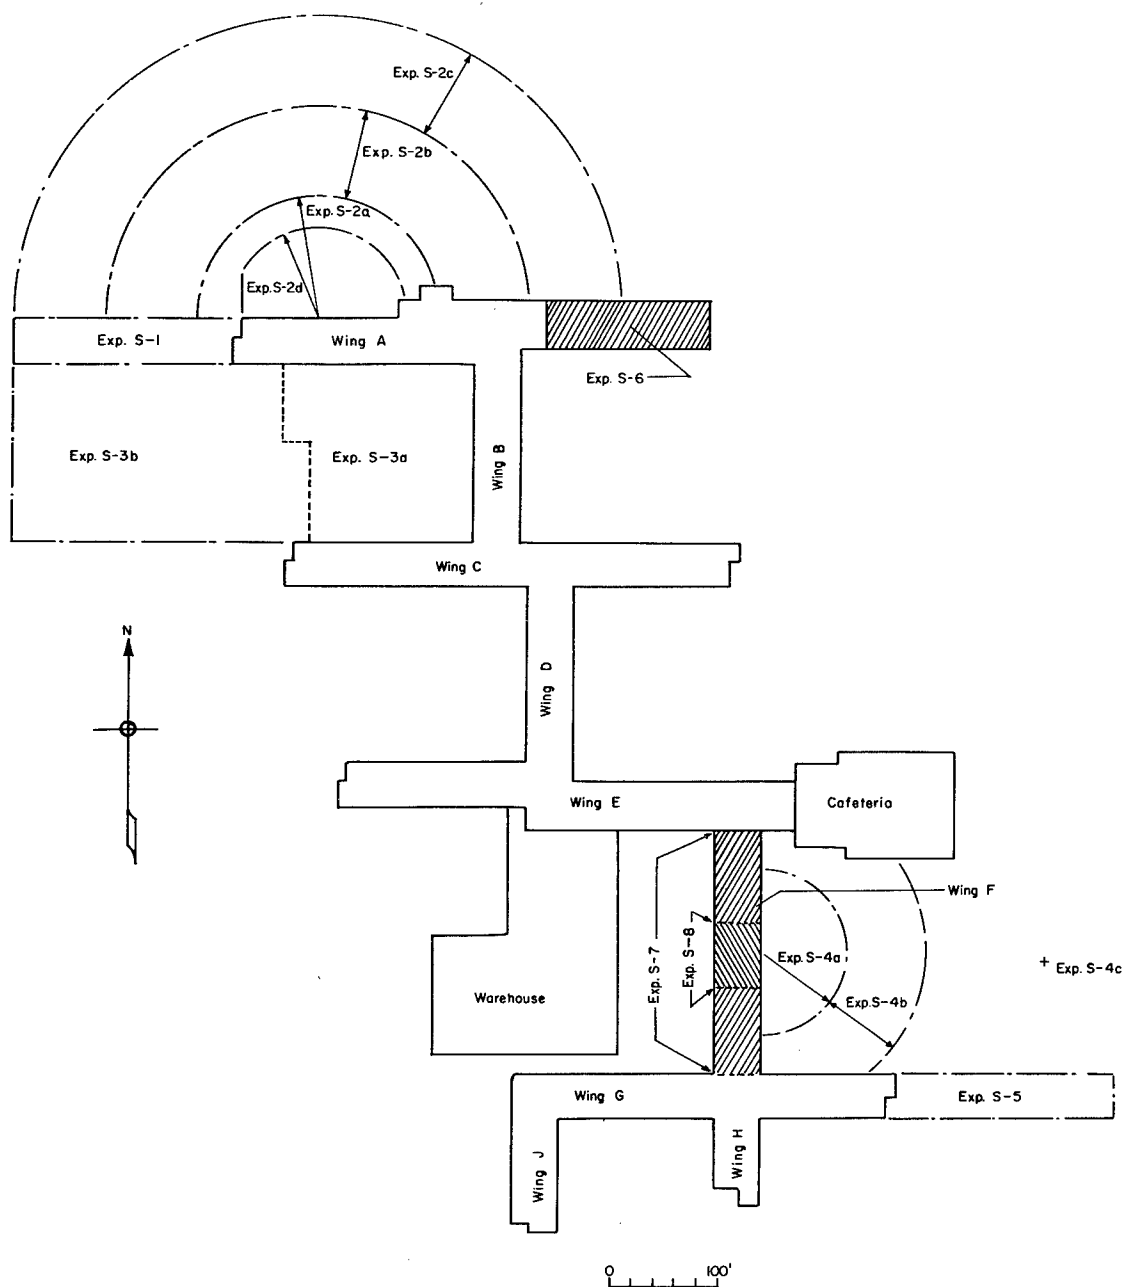 Exp. S-2c
Exp. S-2b
Exp. S-2a
Exp. S-2d
Exp. S-1
Wing A
Exp. S-6
Exp. S-3b
Exp. S-3a
Wing B
Wing C
N
Wing D
Wing E
Cafeteria
Wing F
Exp. S-7
Exp. S-8
Exp. S-4a
Exp. S-4c
Exp. S-4b
Warehouse
Wing G
Exp. S-5
Wing H
Wing J
0 100'